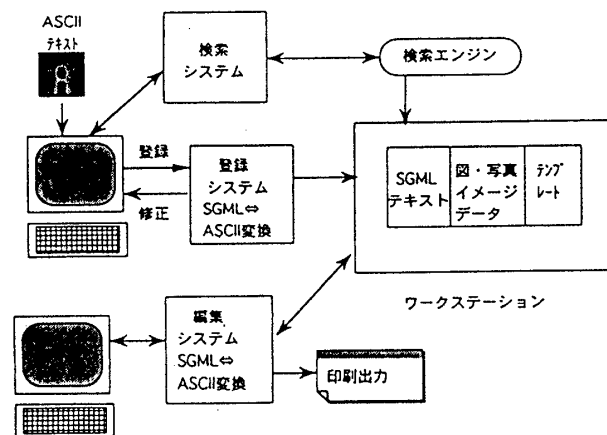 ASCII
テキスト
検索
システム
検索エンジン
登録
修正
登録
システム
SGML⇔
ASCII変換
SGML
テキスト
図・写真
イメージ
データ
テンプ
レート
ワークステーション
編集
システム
SGML⇔
ASCII変換
印刷出力